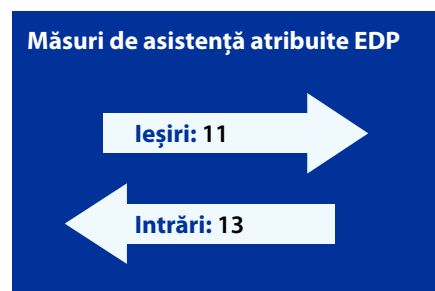 Măsuri de asistență atribuite EDP
Ieșiri: 11
Intrări: 13